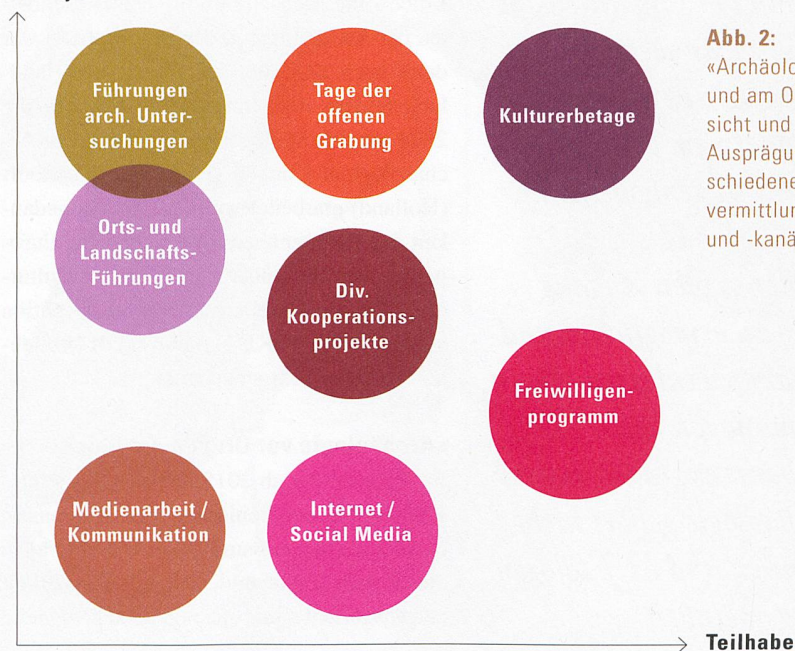 Führungen
arch. Unter-
suchungen
Tage der
offenen
Grabung
Kulturerbetage
Orts- und
Landschafts-
Führungen
Div.
Kooperations-
projekte
Freiwilligen-
programm
Medienarbeit /
Kommunikation
Internet /
Social Media
Teilhabe
Abb. 2:
«Archäolo
und am O
sicht und
Ausprägu
schiedene
vermittlun
und -kanä